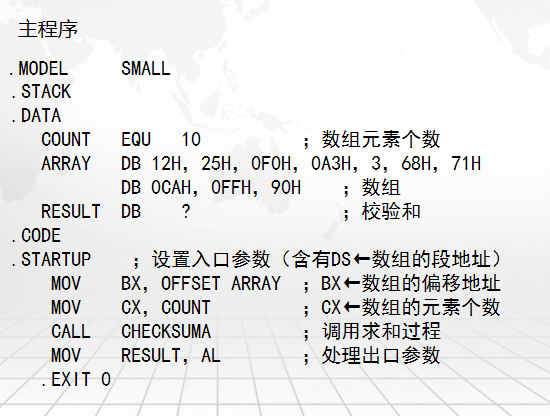 主程序
.MODEL SMALL
.STACK
.DATA
COUNT EQU 10 ;数组元素个数
ARRAY DB 12H, 25H, 0F0H, 0A3H, 3, 68H, 71H
DB 0CAH, 0FFH, 90H ;数组
RESULT DB ? ;校验和
.CODE
.STARTUP ;设置入口参数（含有DS←数组的段地址）
MOV BX, OFFSET ARRAY ;BX←数组的偏移地址
MOV CX, COUNT ;CX←数组的元素个数
CALL CHECKSUMA ;调用求和过程
MOV RESULT, AL ;处理出口参数
.EXIT 0